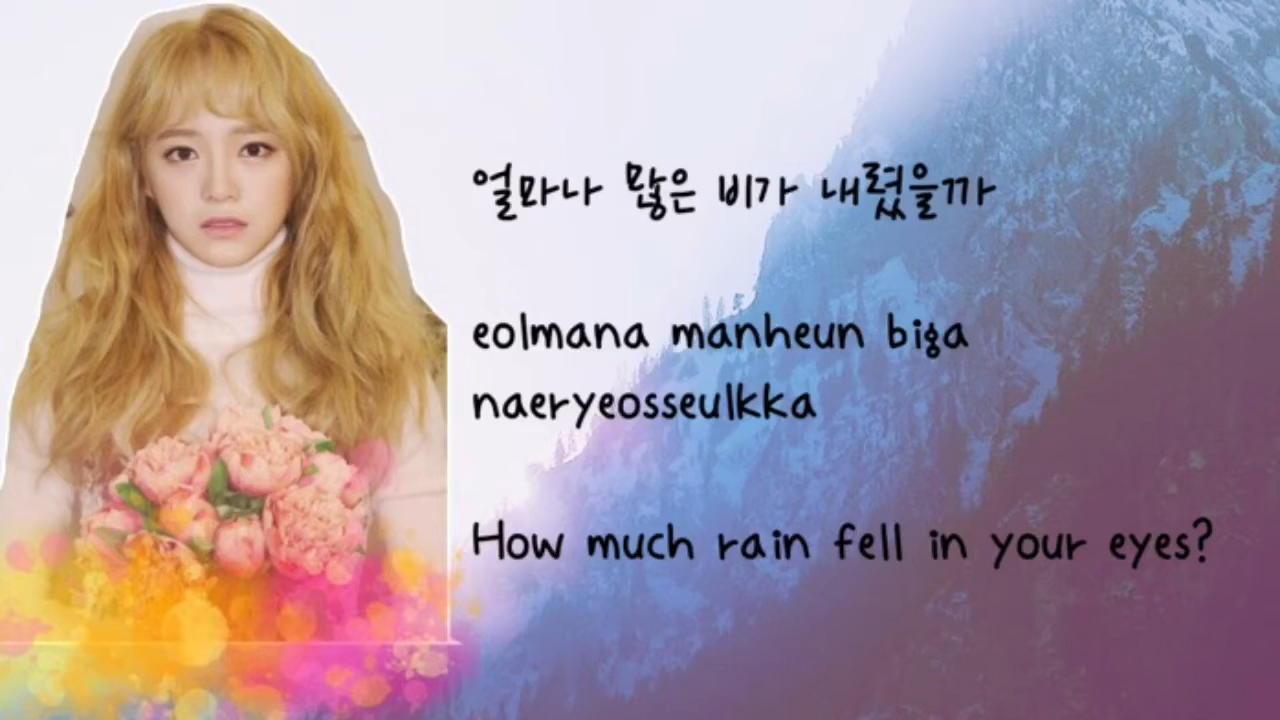 얼마나 많은 비가 내렸을까
eolmana manheun biga
naeryeosseulkka
How much rain fell in your eyes?